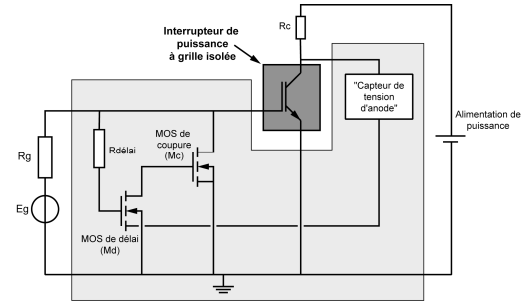 Rc
Interrupteur de
puissance
à grille isolée
"Capteur de
tension
d'anode"
Alimentation de
puissance
MOS de
coupure
(Mc)
Rdélai
Rg
Eg
MOS de délai
(Md)